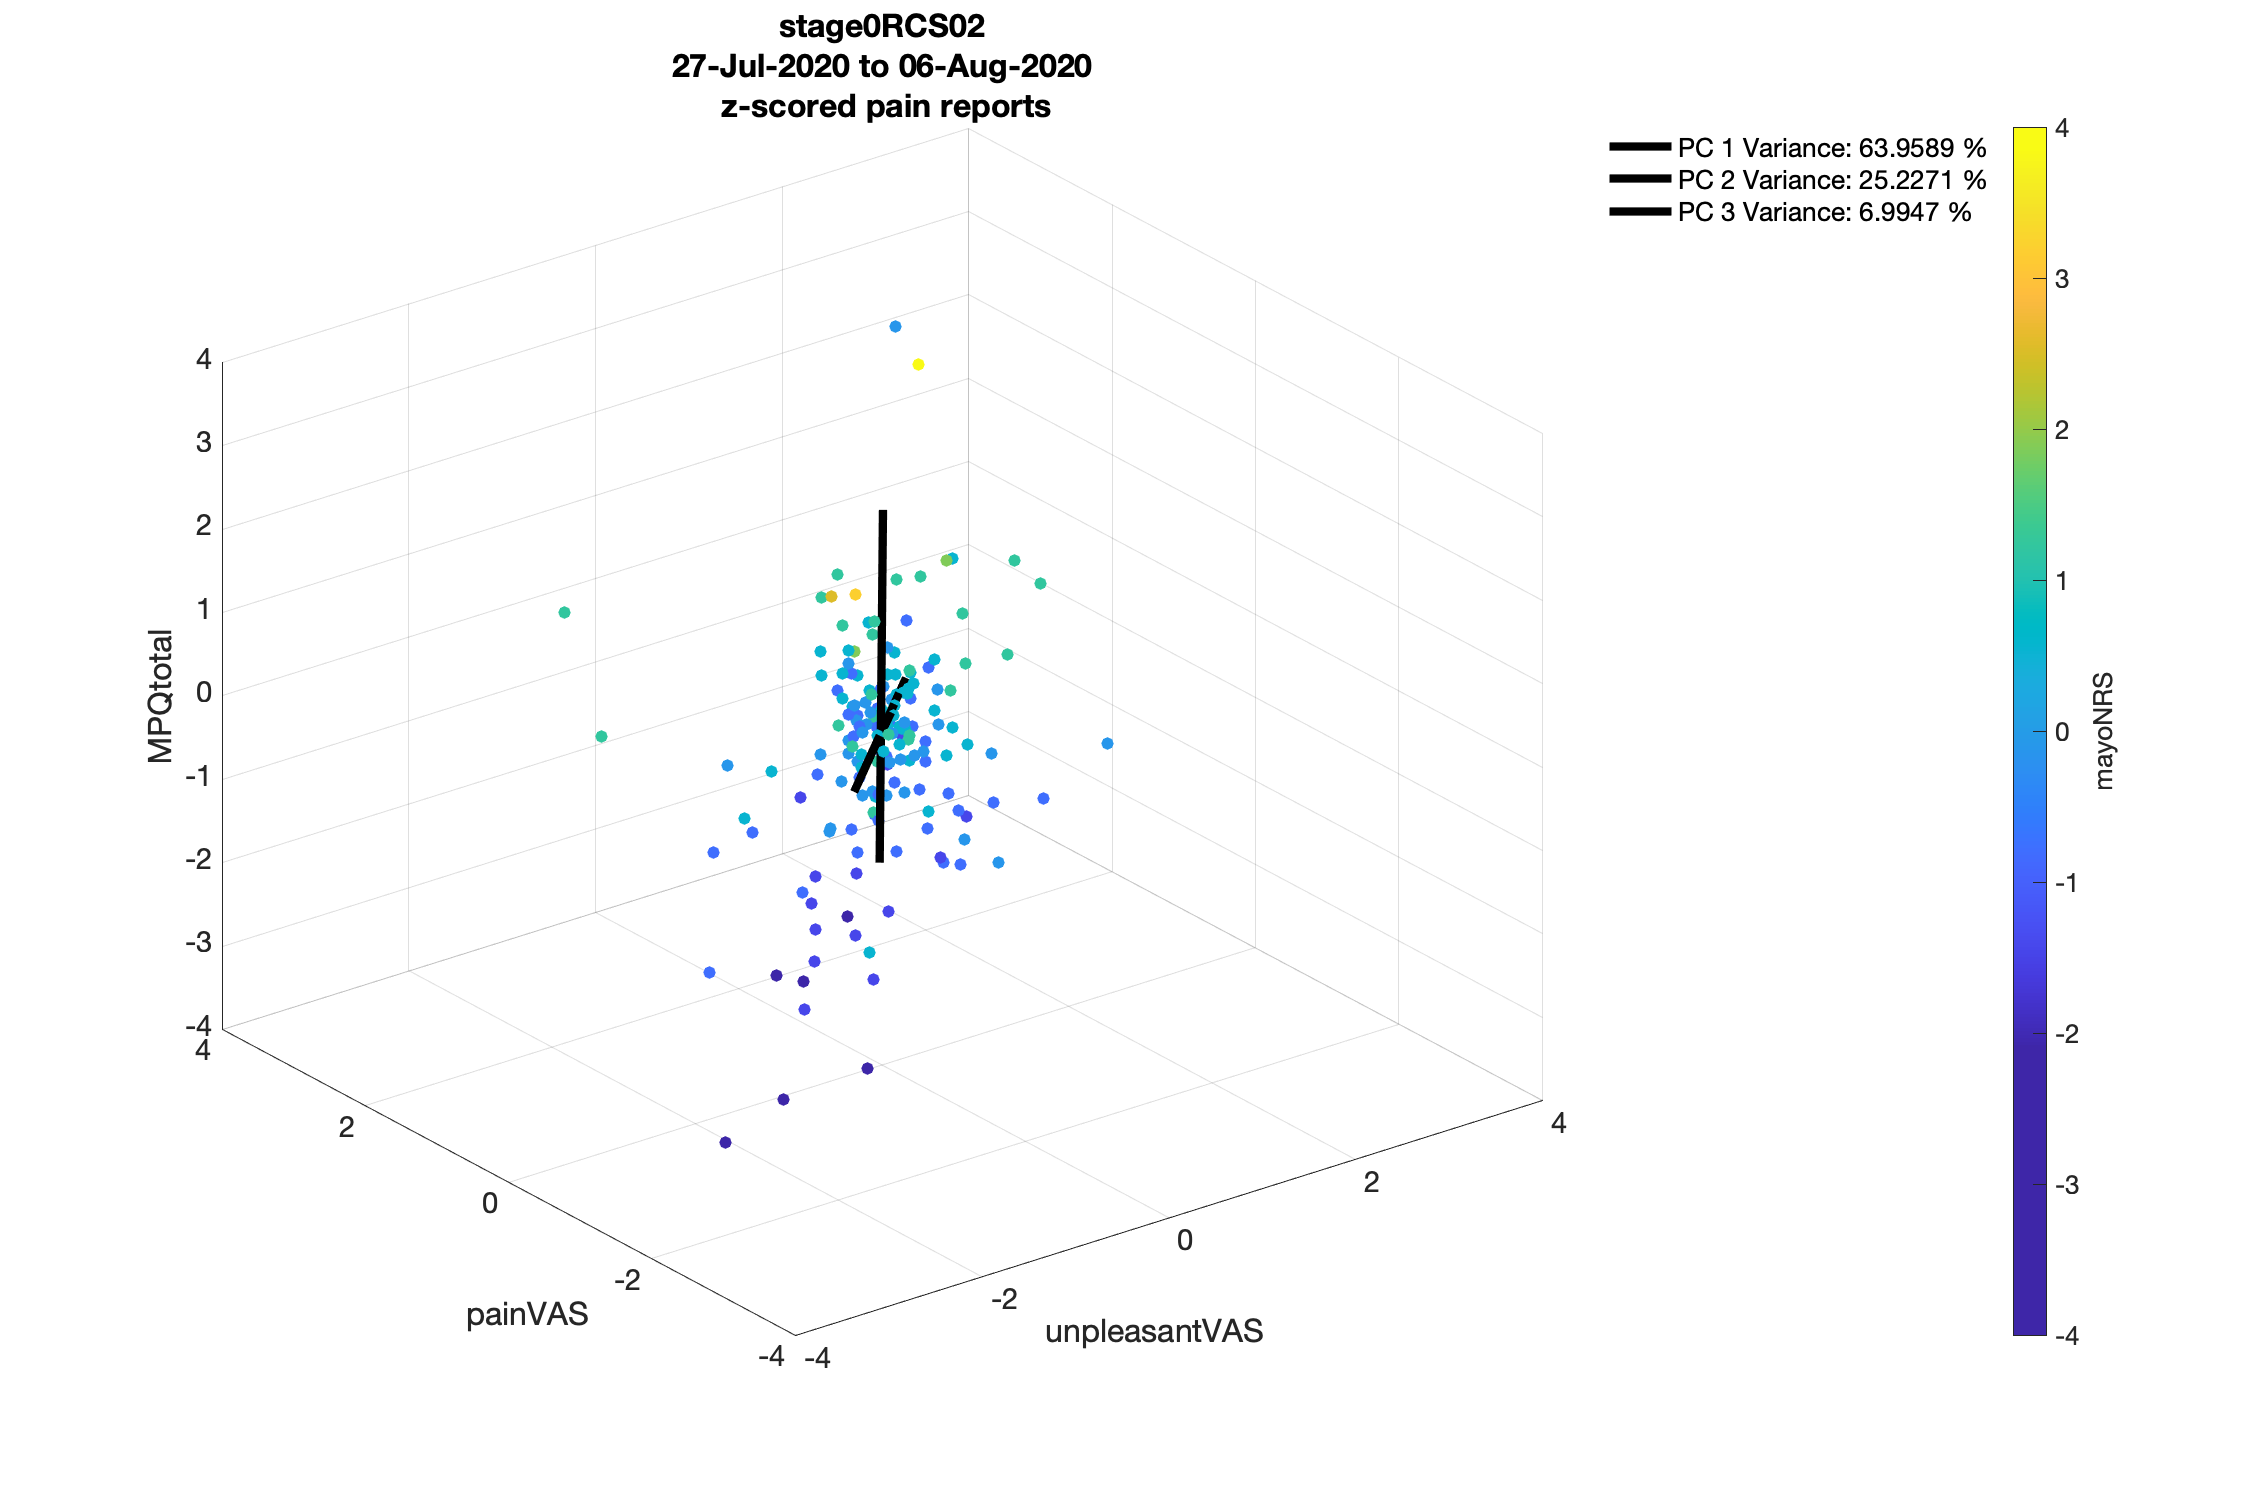 stage0RCS02
27-Jul-2020 to 06-Aug-2020
z-scored pain reports
PC 1 Variance: 63.9589 %
PC 2 Variance: 25.2271 %
PC 3 Variance: 6.9947 %
4
3
2
1
0
-1
-2
-3
-4
MPQtotal
4
2
0
-2
-4
painVAS
-4
-2
0
2
4
unpleasantVAS
4
3
2
1
0
-1
-2
-3
-4
mayoNRS